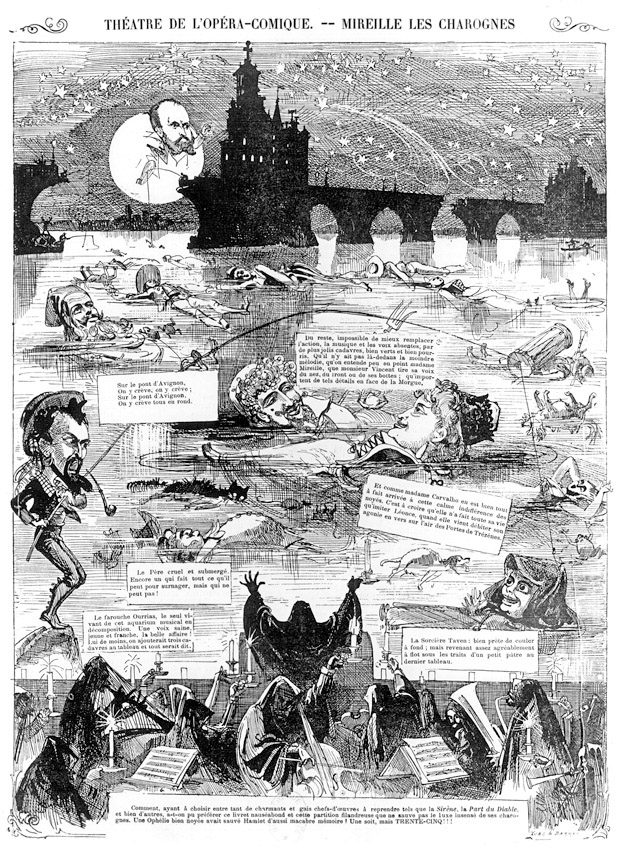 THÉATRE DE L'OPÉRA-COMIQUE. -- MIREILLE LES CHAROGNES
Du reste, impossible de mieux remplacer
l'action, la musique et les voix absentes, par
de plus jolis cadavres, bien verts et bien pour-
ris. Qu'il n'y ait pas là-dedans la moindre
mélodie, qu'on entende peu ou point madame
Mireille, que monsieur Vincent tire sa voix
du nez, du front ou de ses bottes ; qu'impor-
tent de tels détails en face de la Morgue,
Sur le pont d'Avignon,
On y crève, on y crève ;
Sur le pont d'Avignon.
On y crève tous en rond.
Et comme madame Carvalho en est bien tout
à fait arrivée à cette calme indifférence des
noyés. C'est à croire qu'elle n'a fait toute sa vie
qu'imiter Léonce, quand elle vient débiter son
agonie en vers sur l'air des Portes de Trézènes.
Le Père cruel et submergé.
Encore un qui fait tout ce qu'il
peut pour surnager, mais qui ne
peut pas !
Le farouche Ourrias, le seul vi-
vant de cet aquarium musical en
décomposition. Une voix saine,
jeune et franche, la belle affaire !
Lui de moins, on ajouterait trois ca-
davres au tableau et tout serait dit.
La Sorcière Taven : bien prête de couler
à fond ; mais revenant assez agréablement
à flot sous les traits d'un petit pâtre au
dernier tableau.
Comment, ayant à choisir entre tant de charmants et gais chefs-d'œuvres à reprendre tels que la Sirène, la Part du Diable,
et bien d'autres, a-t-on pu préférer ce livret nauséabond et cette partition filandreuse que ne sauve pas le luxe insensé de ses charo-
gnes. Une Ophélie bien noyée avait sauvé Hamlet d'aussi macabre mémoire ! Une soit, mais TRENTE-CINQ!!!